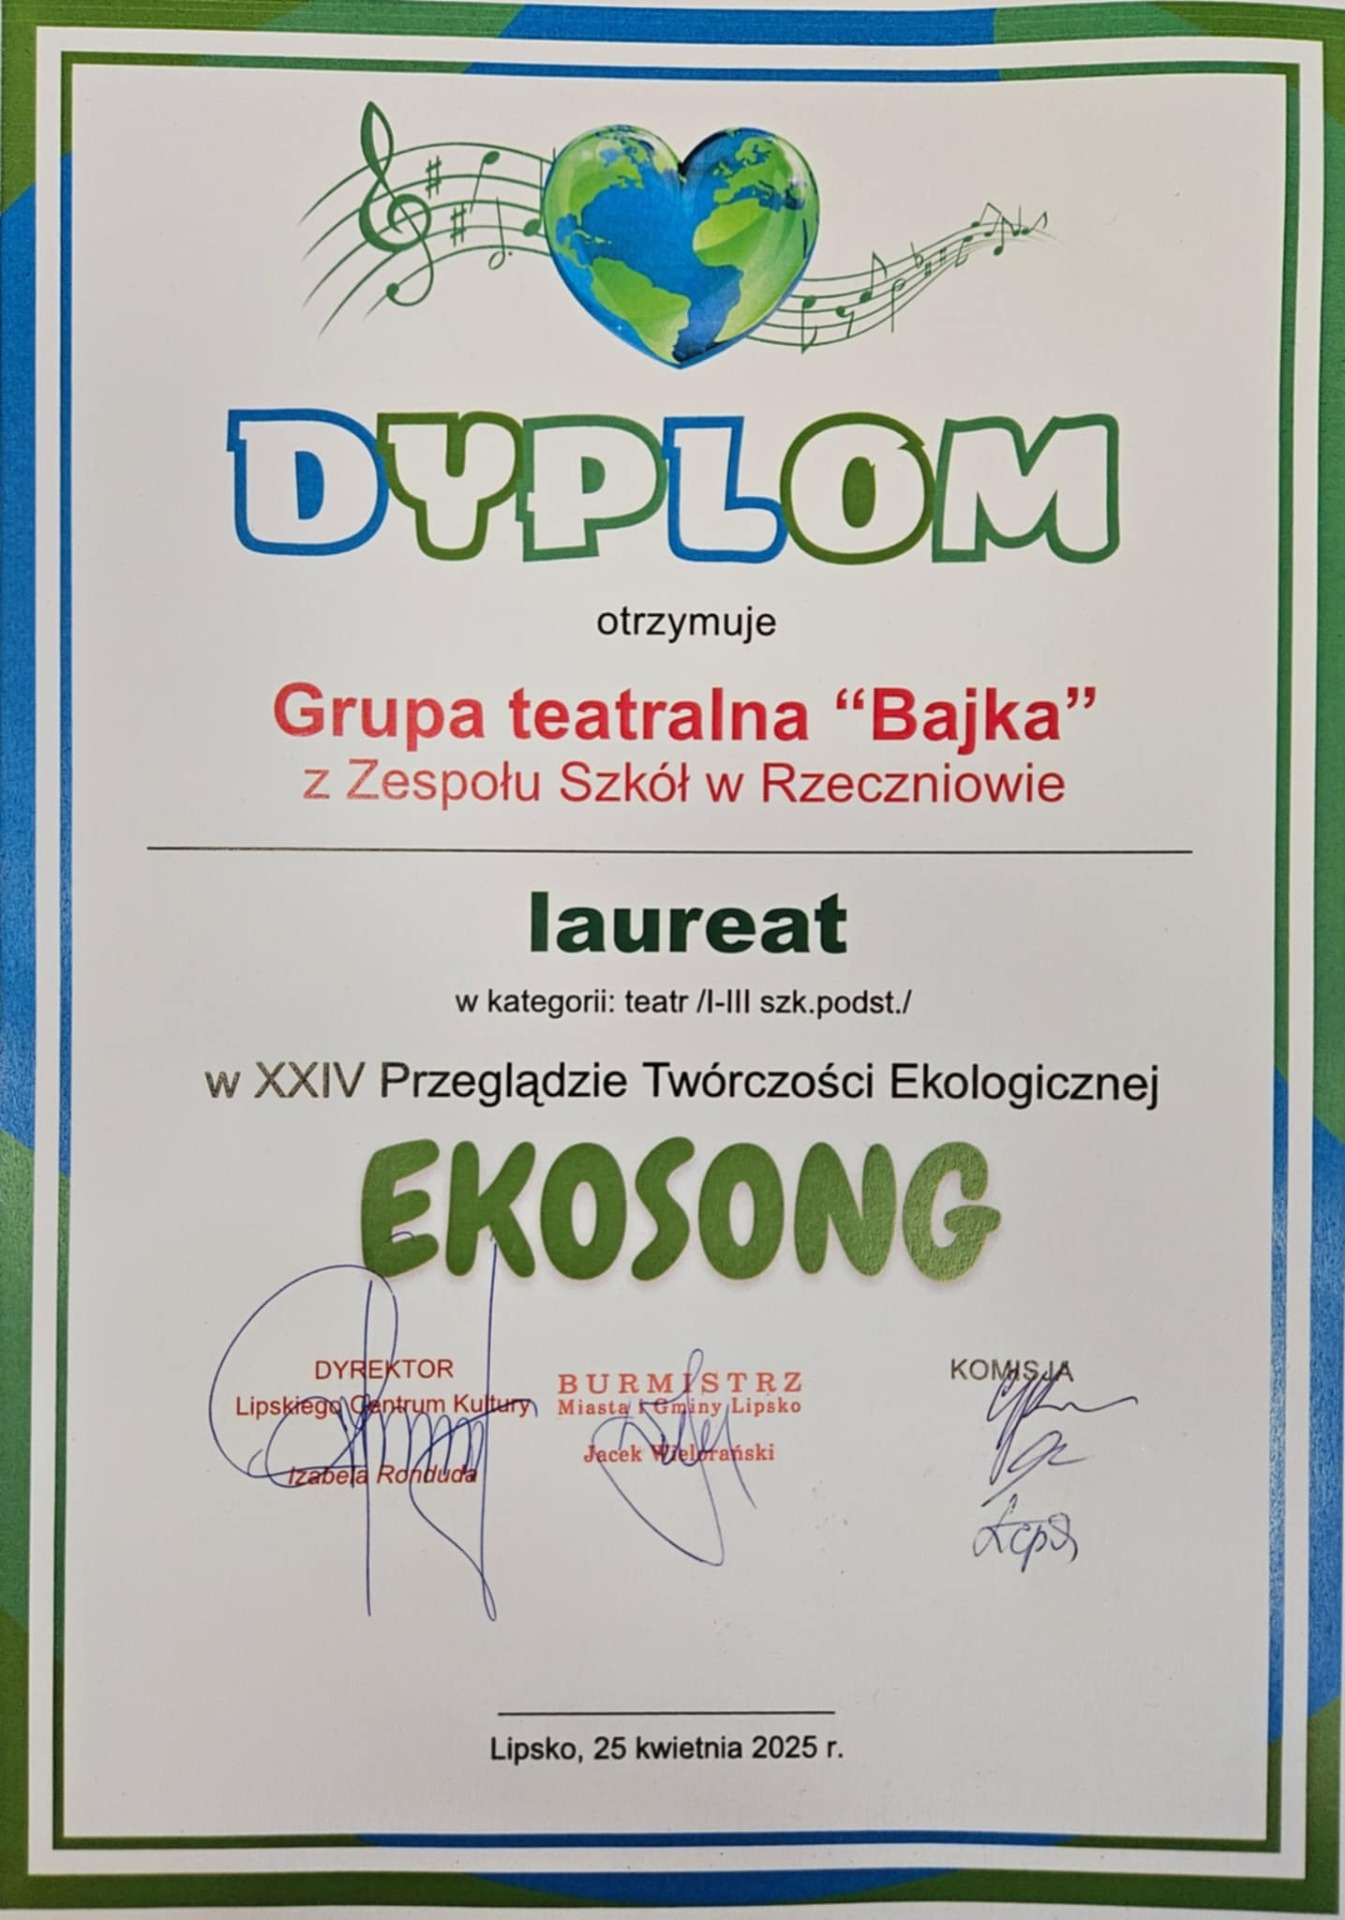 DYPLOM
otrzymuje
Grupa teatralna “Bajka”
z Zespołu Szkół w Rzeczniowie
laureat
w kategorii: teatr /I-III szk.podst./
w XXIV Przeglądzie Twórczości Ekologicznej
EKOSONG
DYREKTOR
Lipskiego Centrum Kultury
Izabela Ronduda
BURMISTRZ
Miasta i Gminy Lipsko
Jacek Wielorański
KOMISJA
Lipsko, 25 kwietnia 2025 r.